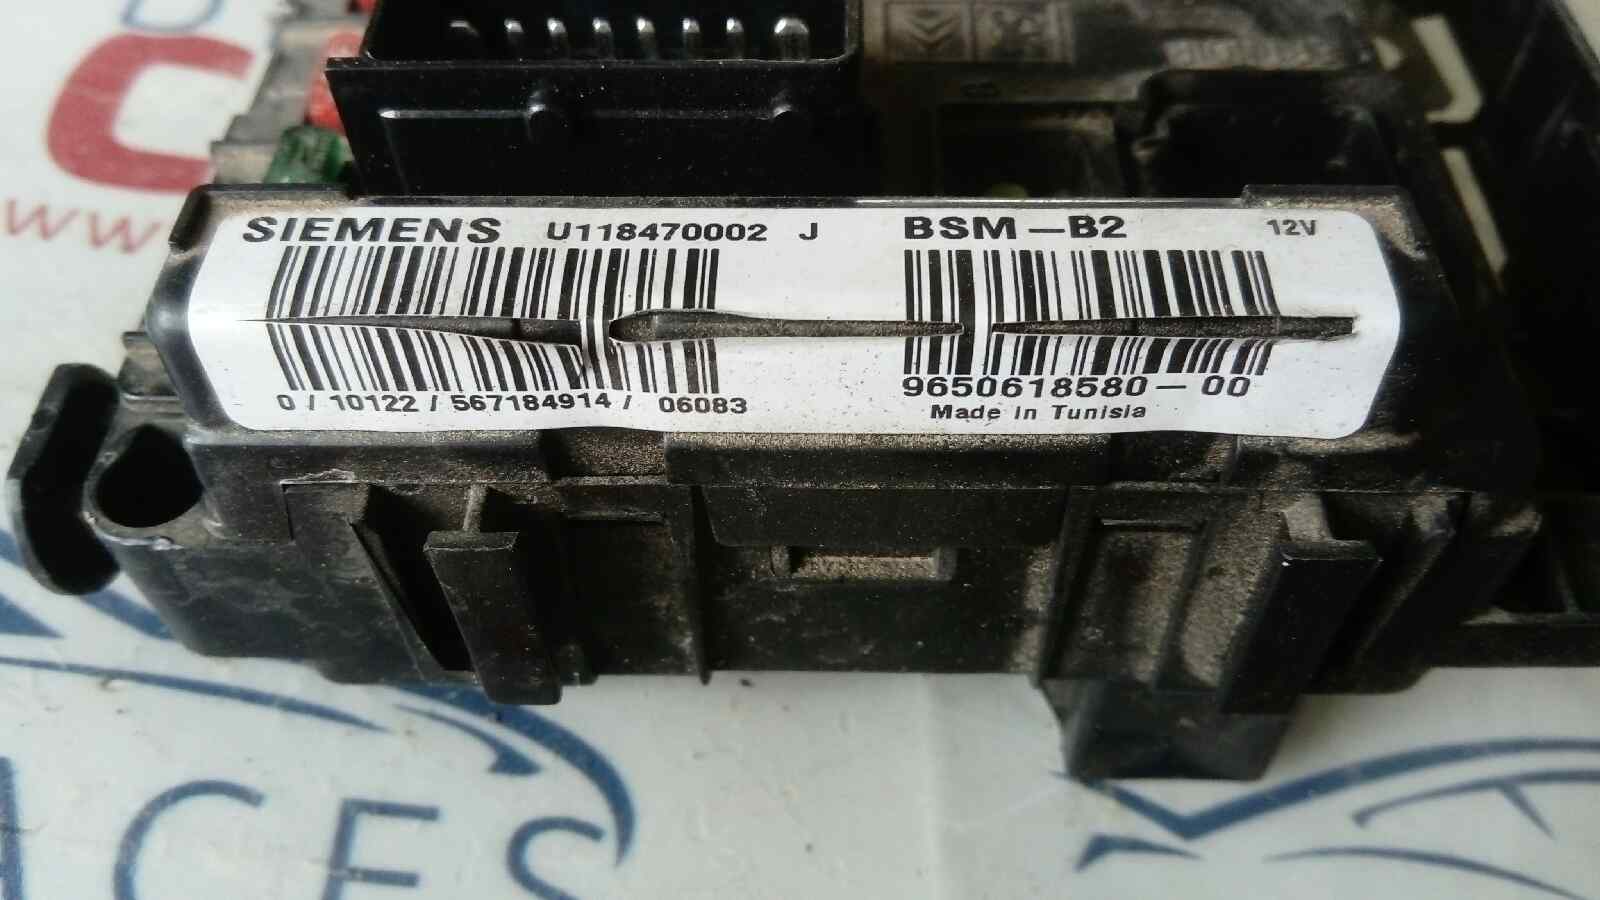 SIEMENS U118470002 J BSM-B2 12V
0/10122/567184914/ 06083
9650618580-00
Made in Tunisia